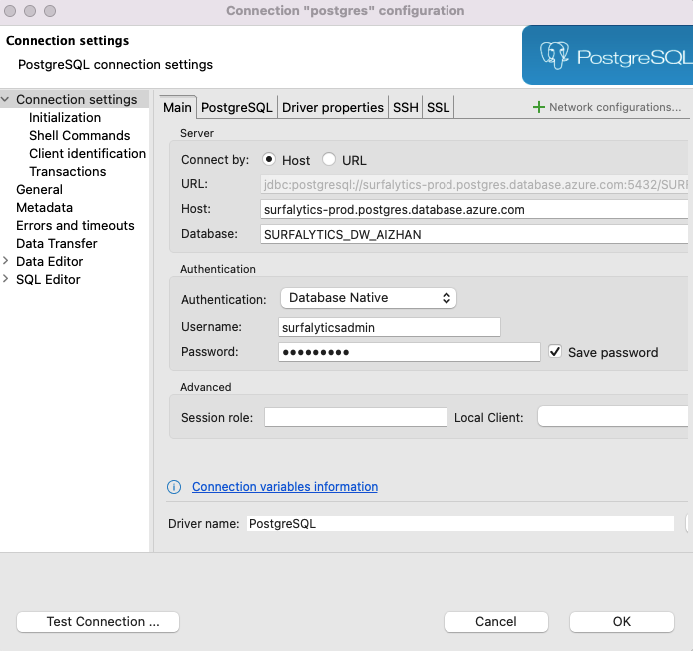 Connection "postgres" configuration
Connection settings
PostgreSQL connection settings
PostgreSQL
Connection settings
Initialization
Shell Commands
Client identification
Transactions
General
Metadata
Errors and timeouts
Data Transfer
Data Editor
SQL Editor
Main PostgreSQL Driver properties SSH SSL
Network configurations...
Server
Connect by: Host URL
URL: jdbc:postgresql://surfalytics-prod.postgres.database.azure.com:5432/SURF
Host: surfalytics-prod.postgres.database.azure.com
Database: SURFALYTICS_DW_AIZHAN
Authentication
Authentication: Database Native
Username: surfalyticsadmin
Password: •••••••••
Save password
Advanced
Session role: Local Client:
Connection variables information
Driver name: PostgreSQL
Test Connection ... Cancel OK